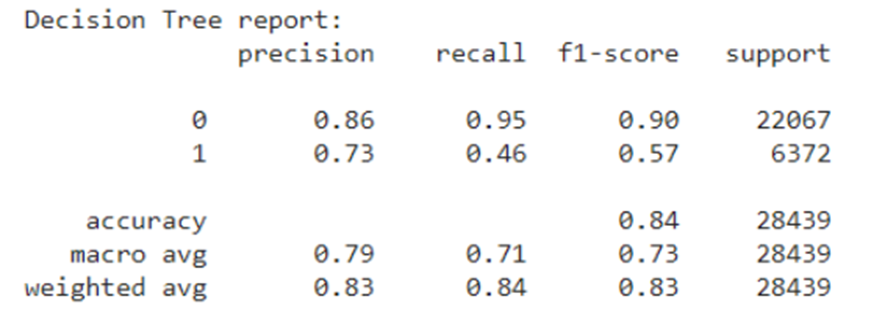 Decision Tree report:
precision recall f1-score support
0 0.86 0.95 0.90 22067
1 0.73 0.46 0.57 6372
accuracy 0.84 28439
macro avg 0.79 0.71 0.73 28439
weighted avg 0.83 0.84 0.83 28439